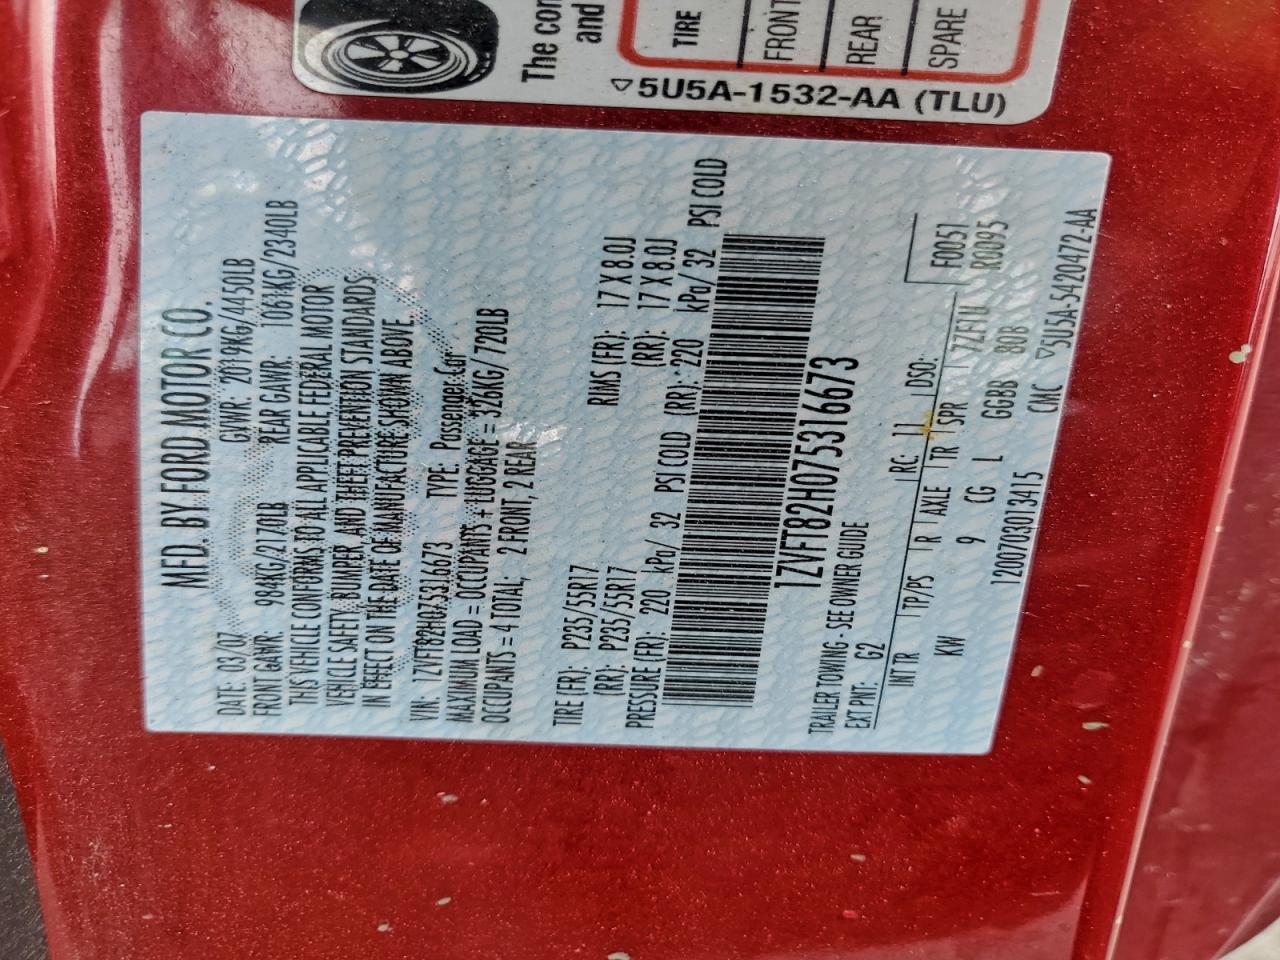 The con
and
TIRE
FRONT
REAR
SPARE
5U5A-1532-AA (TLU)
MFD. BY FORD MOTOR CO.
DATE: 03/07 GVWR: 2019KG/4450LB
FRONT GAWR: 984KG/2170LB REAR GAWR: 1061KG/2340LB
THIS VEHICLE CONFORMS TO ALL APPLICABLE FEDERAL MOTOR
VEHICLE SAFETY, BUMPER, AND THEFT PREVENTION STANDARDS
IN EFFECT ON THE DATE OF MANUFACTURE SHOWN ABOVE.
VIN: 1ZVFT82H075316673 TYPE: Passenger Car
MAXIMUM LOAD = OCCUPANTS + LUGGAGE = 326KG/720LB
OCCUPANTS = 4 TOTAL, 2 FRONT, 2 REAR
TIRE (FR): P235/55R17 RIMS (FR): 17 X 8.0J
(RR): P235/55R17 (RR): 17 X 8.0J
PRESSURE (FR): 220 kPa/ 32 PSI COLD (RR): 220 kPa/ 32 PSI COLD
1ZVFT82H075316673
TRAILER TOWING - SEE OWNER GUIDE
EXT PNT: G2 RC: 11 DSO: F0051
INT TR TP/PS R AXLE TR SPR 7ZF1U R0095
KW 9 CG L GGBB 80B
1200703013415 CMC 5U5A-5420472-AA